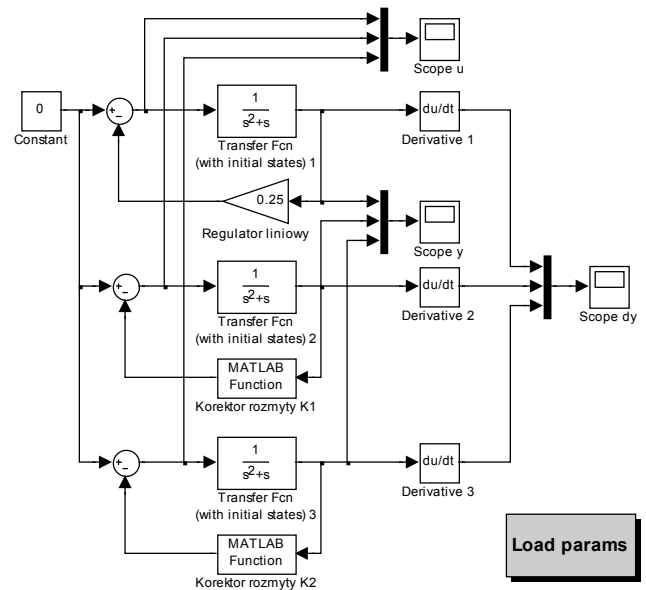 Scope u
0
Constant
+
−
1
s²+s
Transfer Fcn
(with initial states) 1
du/dt
Derivative 1
0.25
Regulator liniowy
Scope y
+
−
1
s²+s
Transfer Fcn
(with initial states) 2
du/dt
Derivative 2
Scope dy
MATLAB
Function
Korektor rozmyty K1
+
−
1
s²+s
Transfer Fcn
(with initial states) 3
du/dt
Derivative 3
MATLAB
Function
Korektor rozmyty K2
Load params